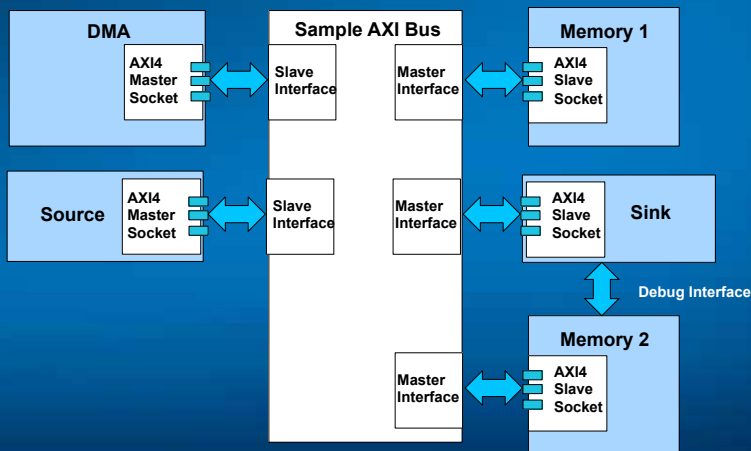 DMA
AXI4
Master
Socket
Sample AXI Bus
Slave
Interface
Master
Interface
Memory 1
AXI4
Slave
Socket
Source
AXI4
Master
Socket
Slave
Interface
Master
Interface
AXI4
Slave
Socket
Sink
Debug Interface
Master
Interface
Memory 2
AXI4
Slave
Socket